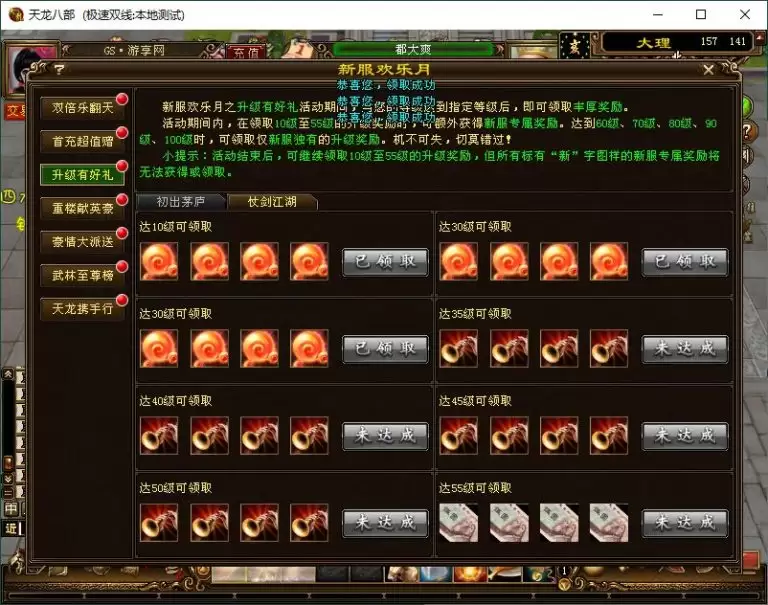 天龙八部 (极速双线:本地测试)
GS·游享网
充值
1
都大爽
玄
大理
157 141
?
新服欢乐月
恭喜您，领取成功
恭喜您，领取成功
恭喜您，领取成功
交易
双倍乐翻天
首充超值赠
升级有好礼
重楼献英豪
豪情大派送
武林至尊榜
天龙携手行
新服欢乐月之升级有好礼活动期间，当您的等级达到指定等级后，即可领取丰厚奖励。
活动期间内，在领取10级至55级的升级奖励时，可额外获得新服专属奖励。达到60级、70级、80级、90
级、100级时，可领取仅新服独有的升级奖励。机不可失，切莫错过！
小提示：活动结束后，可继续领取10级至55级的升级奖励，但所有标有“新”字图样的新服专属奖励将
无法获得或领取。
初出茅庐
仗剑江湖
达10级可领取
已领取
达30级可领取
已领取
达30级可领取
已领取
达35级可领取
未达成
达40级可领取
未达成
达45级可领取
未达成
达50级可领取
未达成
达55级可领取
未达成
四
申
近
1